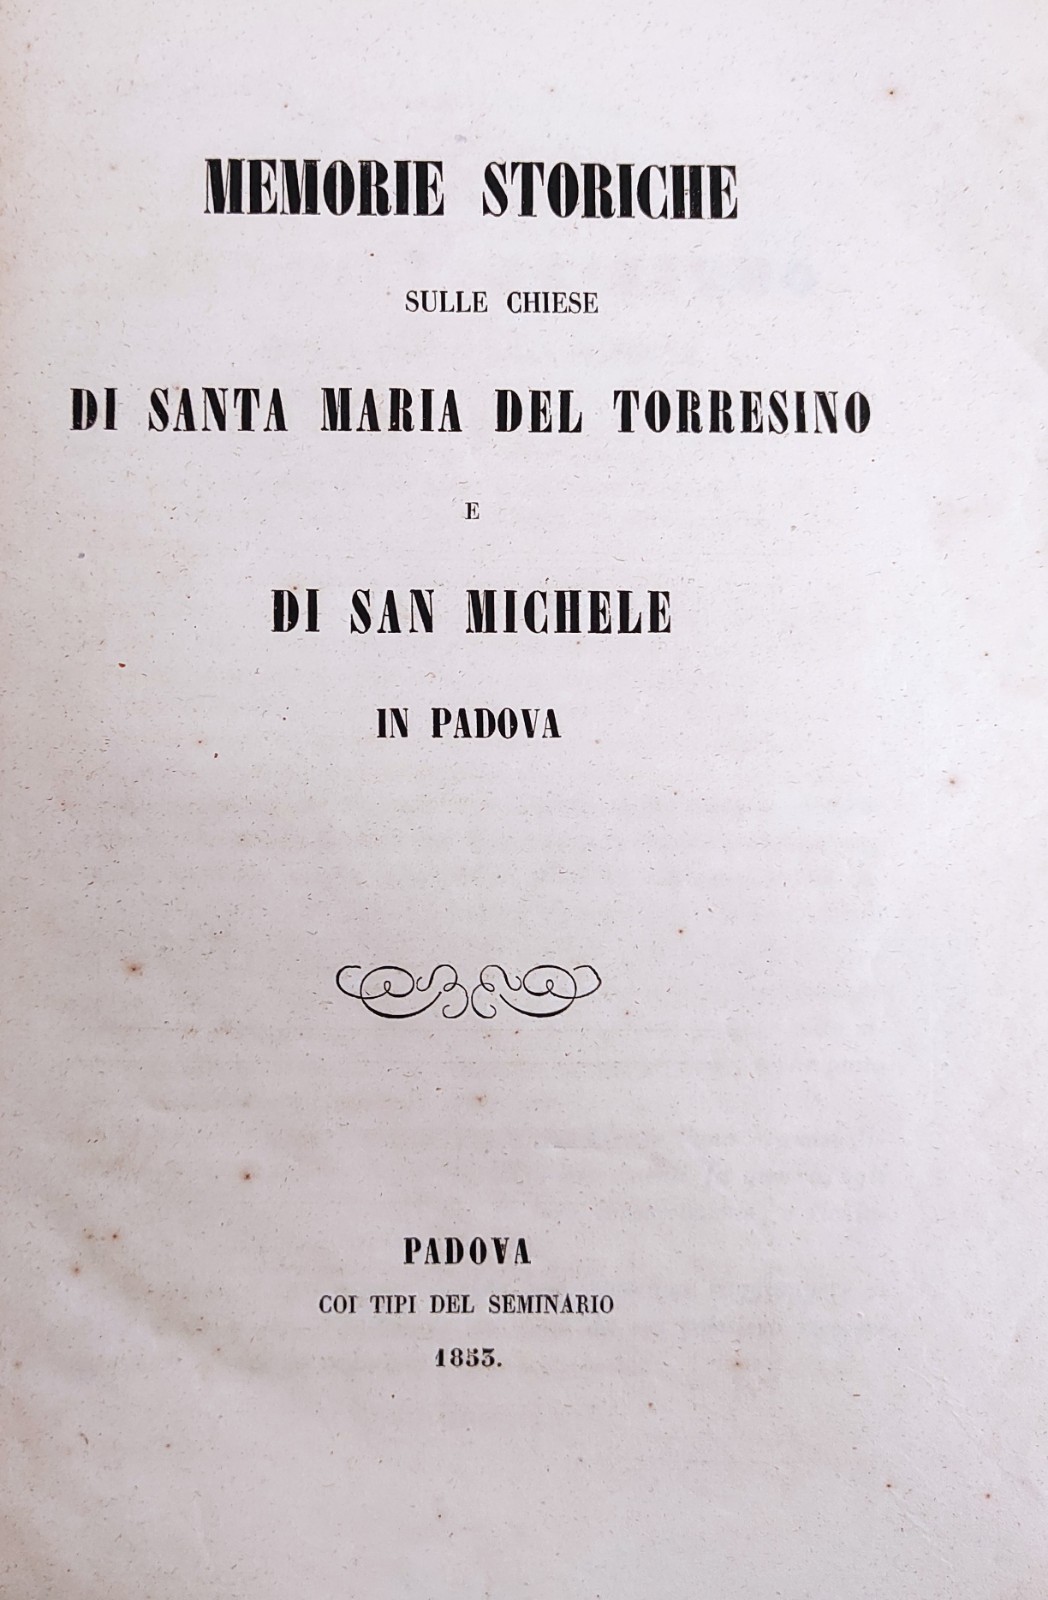 MEMORIE STORICHE
SULLE CHIESE
DI SANTA MARIA DEL TORRESINO
E
DI SAN MICHELE
IN PADOVA
PADOVA
COI TIPI DEL SEMINARIO
1853.